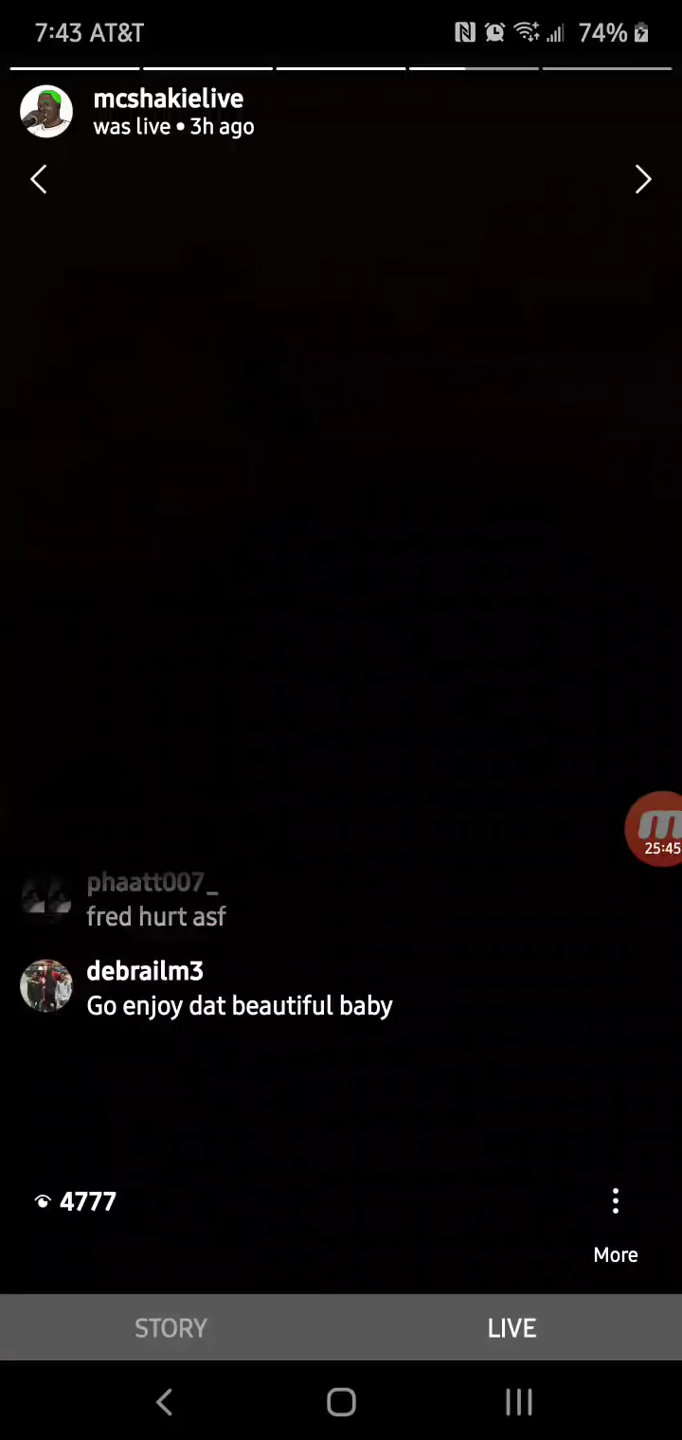 7:43 AT&T 74%
mcshakielive
was live • 3h ago
25:45
phaatt007_
fred hurt asf
debrailm3
Go enjoy dat beautiful baby
4777
More
STORY LIVE